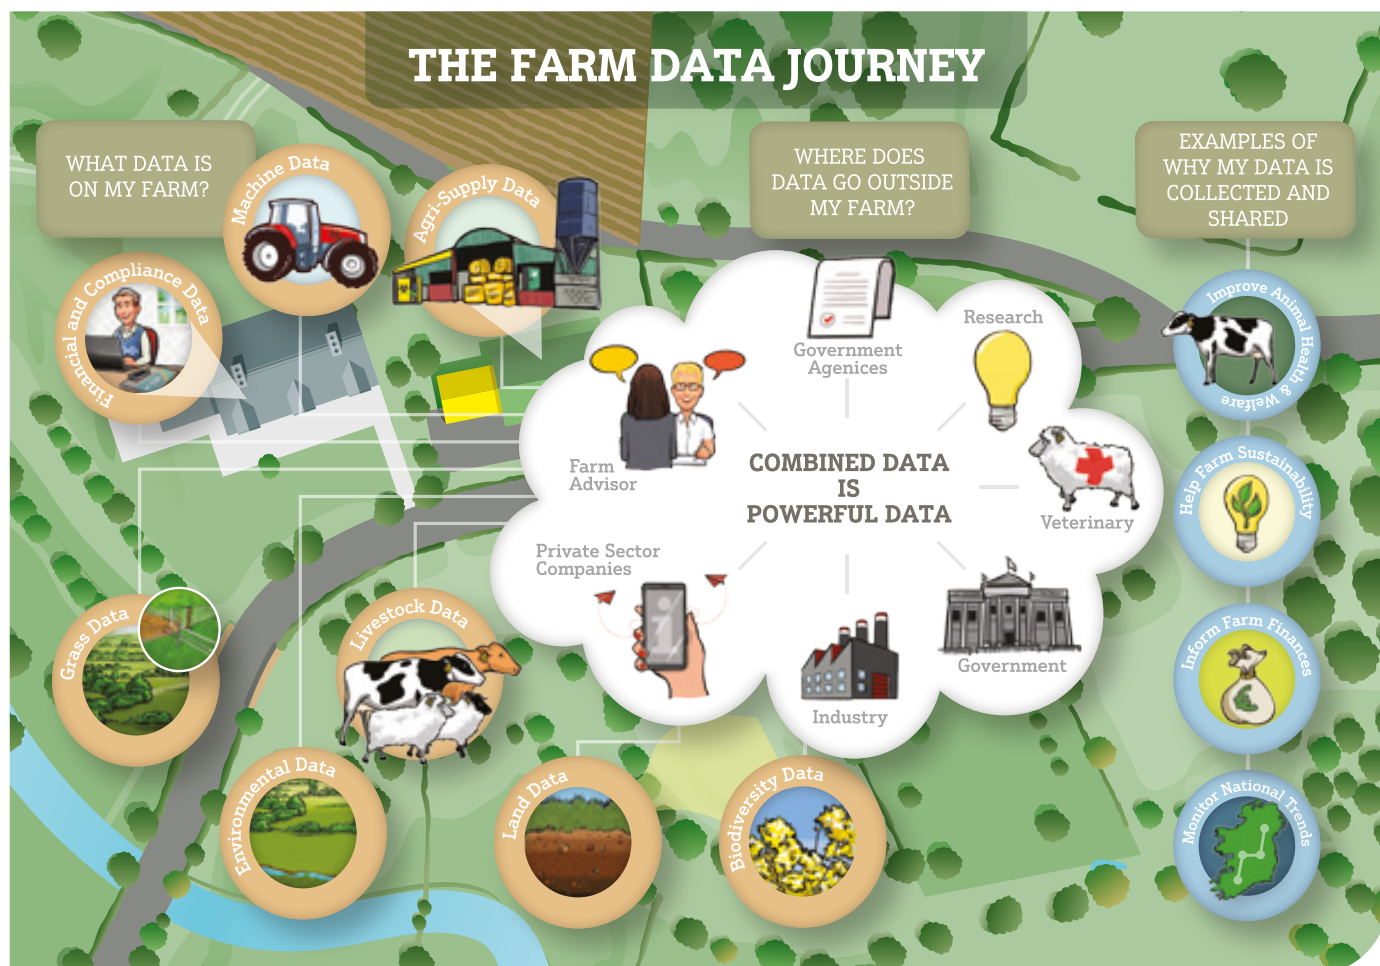 THE FARM DATA JOURNEY
WHAT DATA IS
ON MY FARM?
Machine Data
Agri-Supply Data
Financial and Compliance Data
Grass Data
Livestock Data
Environmental Data
Land Data
Biodiversity Data
WHERE DOES
DATA GO OUTSIDE
MY FARM?
Government
Agenices
Research
Farm
Advisor
COMBINED DATA
IS
POWERFUL DATA
Veterinary
Private Sector
Companies
Government
Industry
EXAMPLES OF
WHY MY DATA IS
COLLECTED AND
SHARED
Improve Animal Health & Welfare
Help Farm Sustainability
Inform Farm Finances
Monitor National Trends